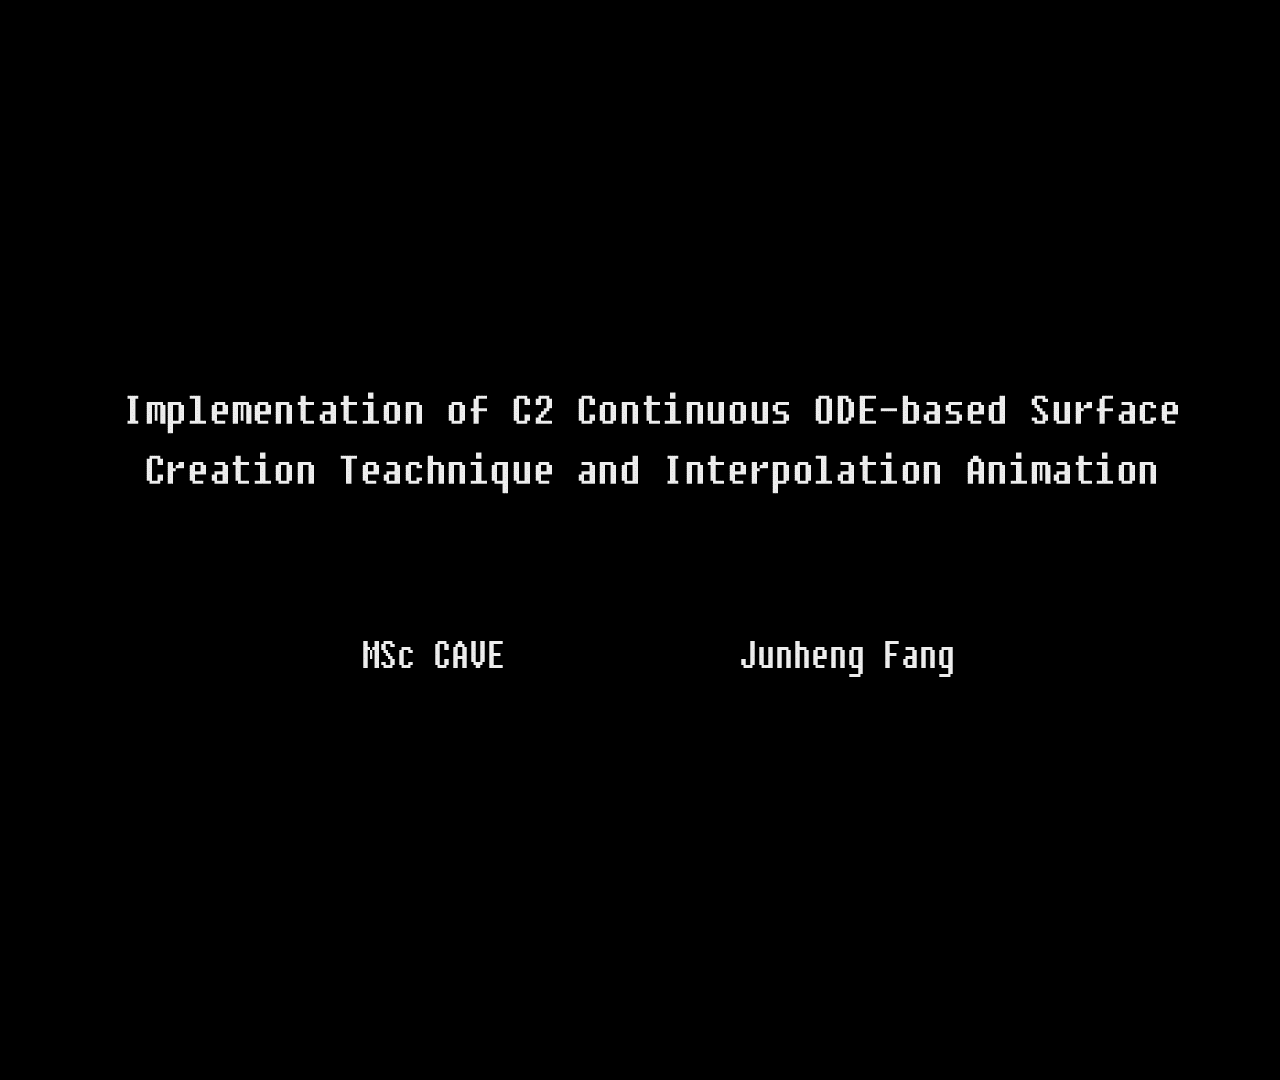 Implementation of C2 Continuous ODE-based Surface
Creation Teachnique and Interpolation Animation
MSc CAVE Junheng Fang